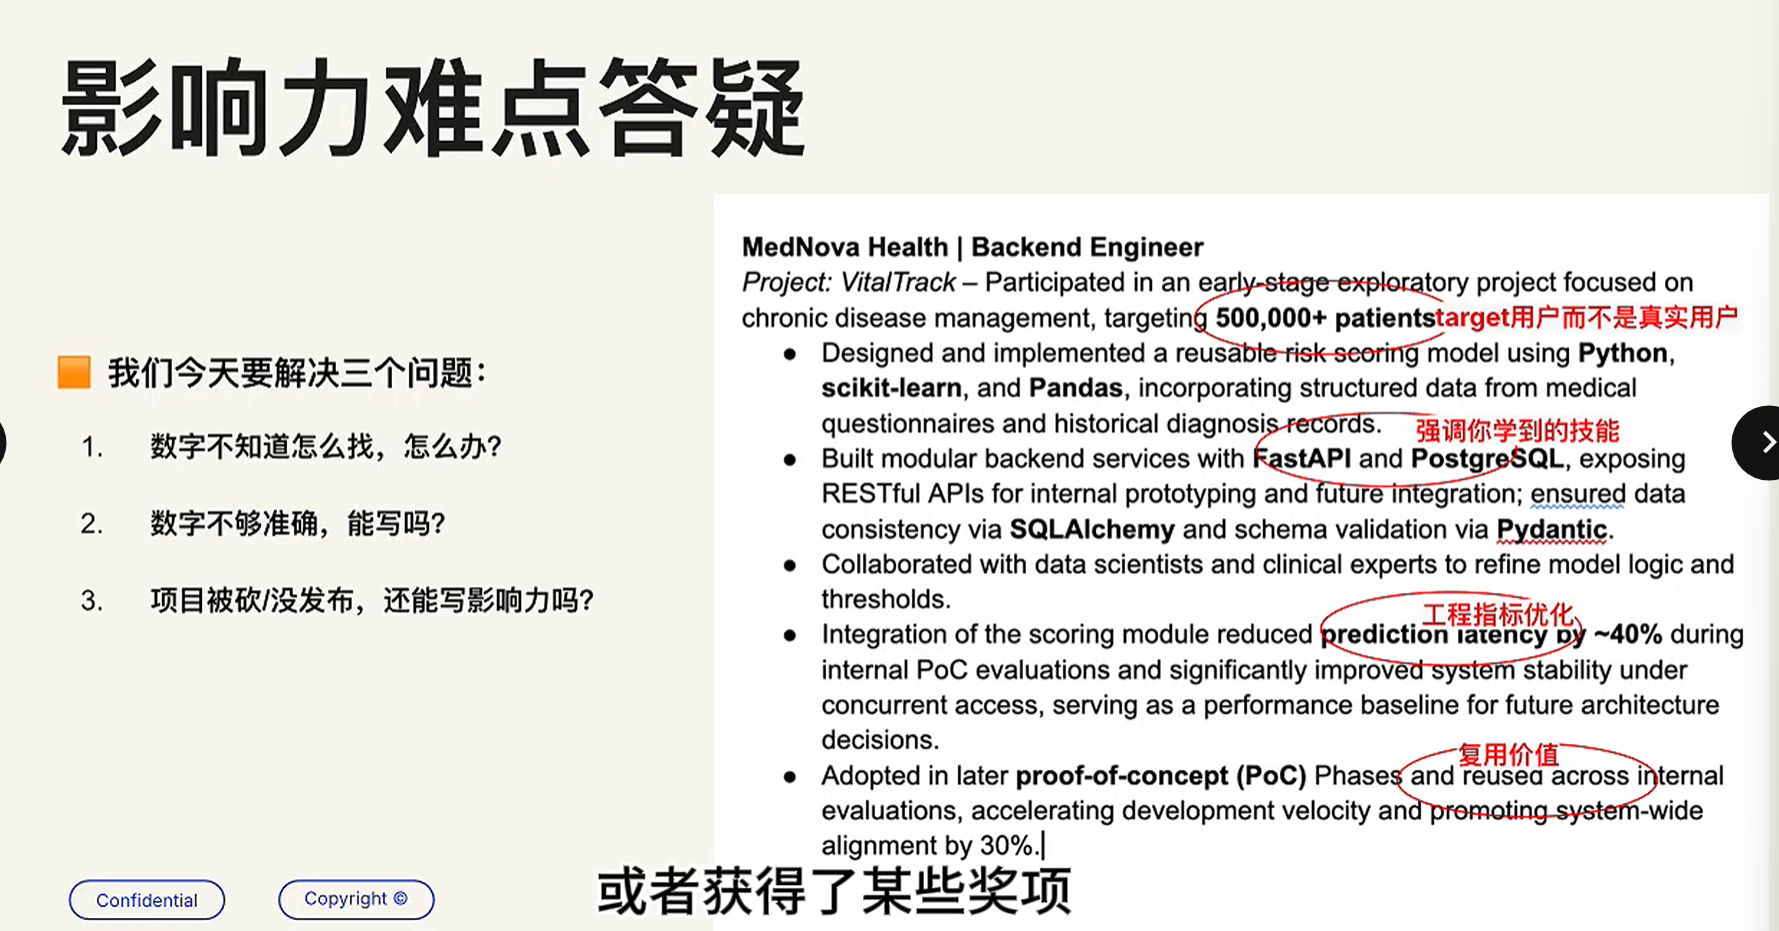 影响力难点答疑
我们今天要解决三个问题：
1. 数字不知道怎么找，怎么办？
2. 数字不够准确，能写吗？
3. 项目被砍/没发布，还能写影响力吗？
MedNova Health | Backend Engineer
Project: VitalTrack – Participated in an early-stage exploratory project focused on
chronic disease management, targeting 500,000+ patients
target用户而不是真实用户
● Designed and implemented a reusable risk scoring model using Python,
scikit-learn, and Pandas, incorporating structured data from medical
questionnaires and historical diagnosis records.
强调你学到的技能
● Built modular backend services with FastAPI and PostgreSQL, exposing
RESTful APIs for internal prototyping and future integration; ensured data
consistency via SQLAlchemy and schema validation via Pydantic.
● Collaborated with data scientists and clinical experts to refine model logic and
thresholds.
工程指标优化
● Integration of the scoring module reduced prediction latency by ~40% during
internal PoC evaluations and significantly improved system stability under
concurrent access, serving as a performance baseline for future architecture
decisions.
复用价值
● Adopted in later proof-of-concept (PoC) Phases and reused across internal
evaluations, accelerating development velocity and promoting system-wide
alignment by 30%.
Confidential
Copyright ©
或者获得了某些奖项